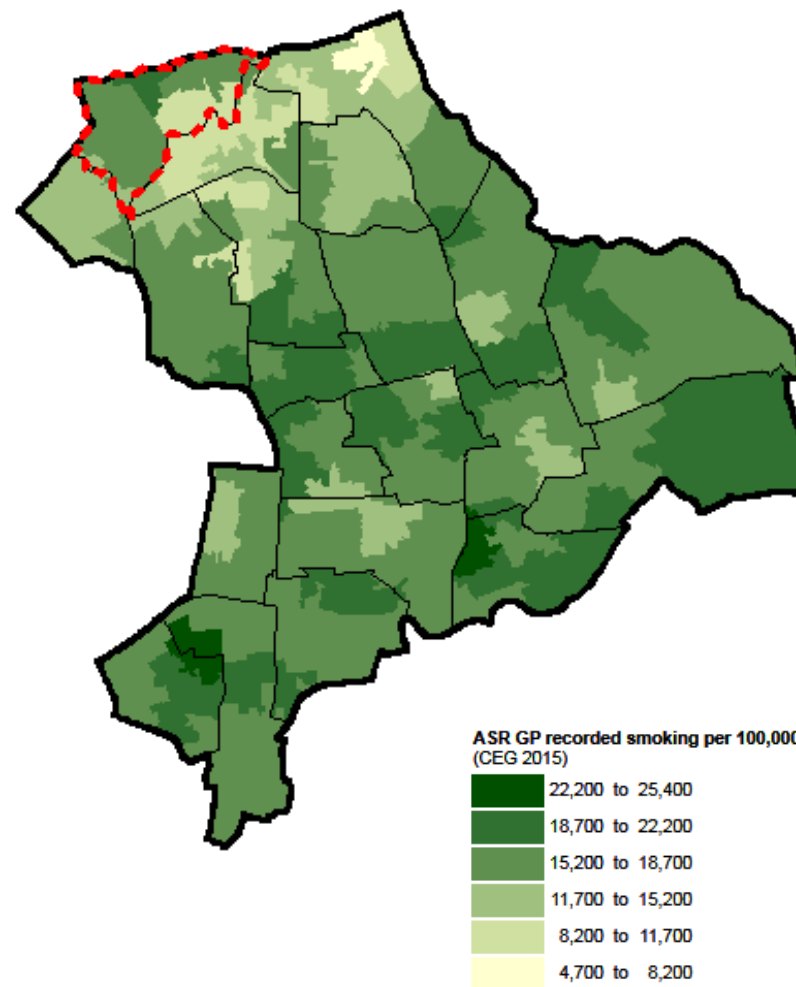 ASR GP recorded smoking per 100,000
(CEG 2015)
22,200 to 25,400
18,700 to 22,200
15,200 to 18,700
11,700 to 15,200
8,200 to 11,700
4,700 to 8,200